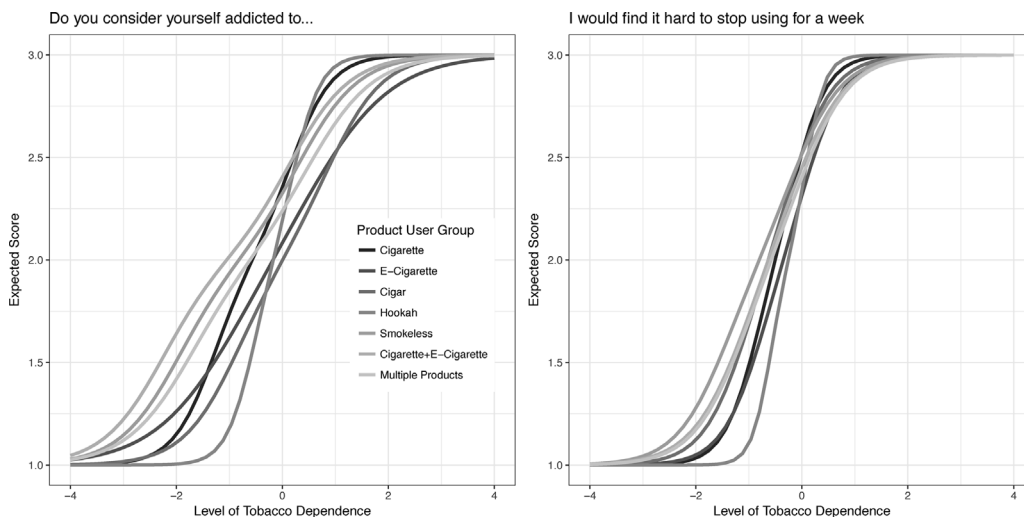 Do you consider yourself addicted to...
Expected Score
3.0
2.5
2.0
1.5
1.0
Product User Group
Cigarette
E−Cigarette
Cigar
Hookah
Smokeless
Cigarette+E−Cigarette
Multiple Products
−4 −2 0 2 4
Level of Tobacco Dependence
I would find it hard to stop using for a week
Expected Score
3.0
2.5
2.0
1.5
1.0
−4 −2 0 2 4
Level of Tobacco Dependence